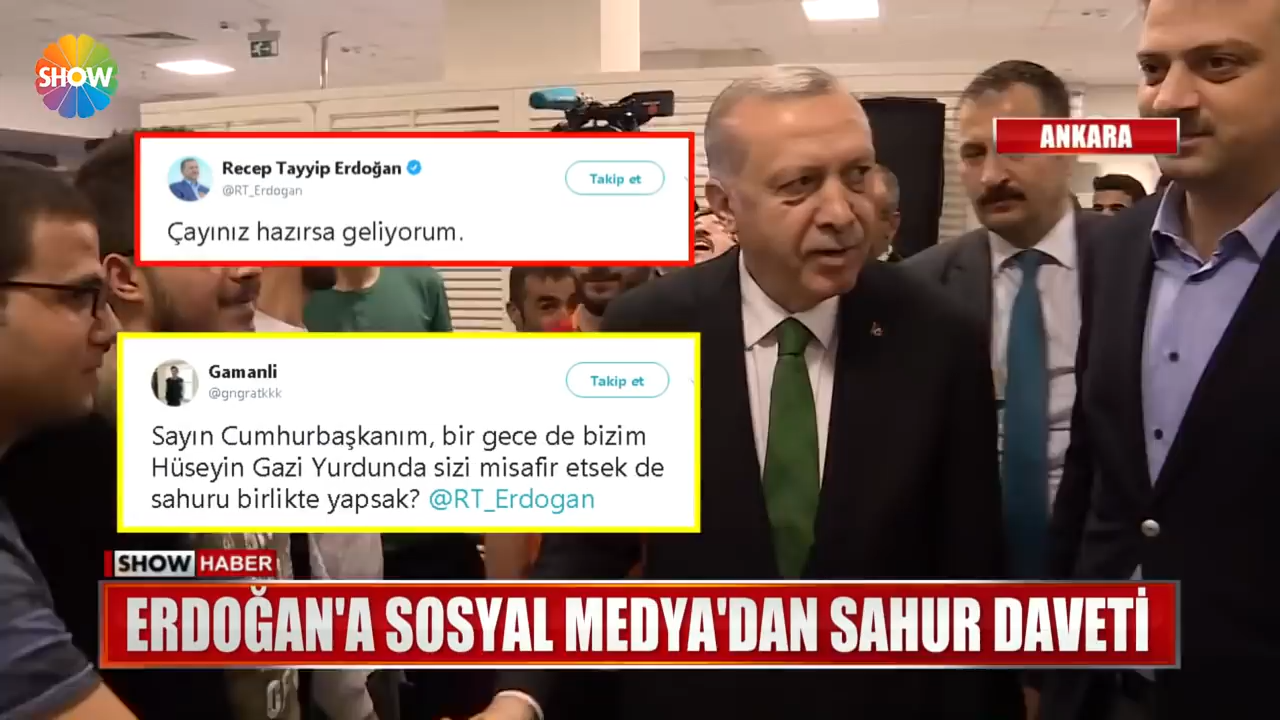 SHOW
ANKARA
Recep Tayyip Erdoğan
@RT_Erdogan
Takip et
Çayınız hazırsa geliyorum.
Gamanli
@gngratkkk
Takip et
Sayın Cumhurbaşkanım, bir gece de bizim
Hüseyin Gazi Yurdunda sizi misafir etsek de
sahuru birlikte yapsak? @RT_Erdogan
SHOW HABER
ERDOĞAN'A SOSYAL MEDYA'DAN SAHUR DAVETİ